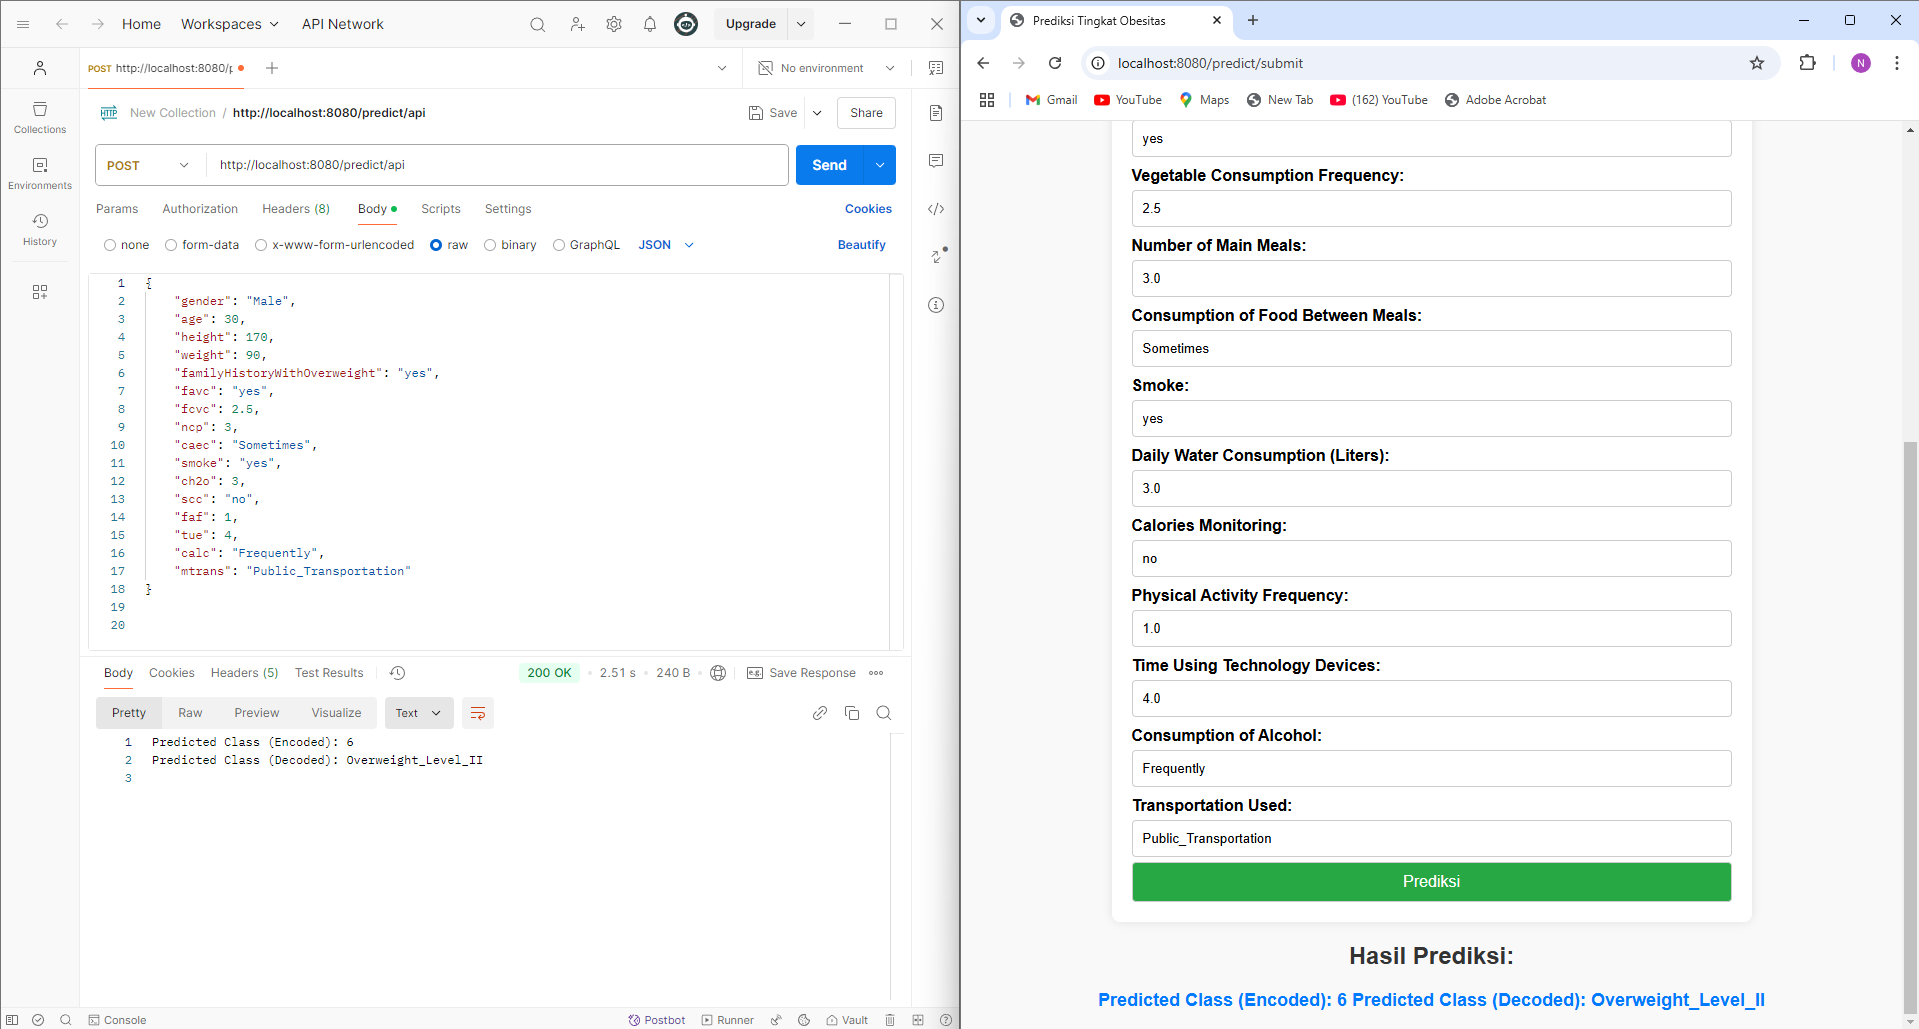 Home Workspaces API Network Upgrade
POST http://localhost:8080/p No environment
Collections
Environments
History
HTTP New Collection / http://localhost:8080/predict/api Save Share
POST http://localhost:8080/predict/api Send
Params Authorization Headers (8) Body Scripts Settings Cookies
none form-data x-www-form-urlencoded raw binary GraphQL JSON Beautify
1 {
2 "gender": "Male",
3 "age": 30,
4 "height": 170,
5 "weight": 90,
6 "familyHistoryWithOverweight": "yes",
7 "favc": "yes",
8 "fcvc": 2.5,
9 "ncp": 3,
10 "caec": "Sometimes",
11 "smoke": "yes",
12 "ch2o": 3,
13 "scc": "no",
14 "faf": 1,
15 "tue": 4,
16 "calc": "Frequently",
17 "mtrans": "Public_Transportation"
18 }
19
20
Body Cookies Headers (5) Test Results 200 OK • 2.51 s • 240 B e.g. Save Response
Pretty Raw Preview Visualize Text
1 Predicted Class (Encoded): 6
2 Predicted Class (Decoded): Overweight_Level_II
3
Console Postbot Runner Vault
Prediksi Tingkat Obesitas
localhost:8080/predict/submit N
Gmail YouTube Maps New Tab (162) YouTube Adobe Acrobat
yes
Vegetable Consumption Frequency:
2.5
Number of Main Meals:
3.0
Consumption of Food Between Meals:
Sometimes
Smoke:
yes
Daily Water Consumption (Liters):
3.0
Calories Monitoring:
no
Physical Activity Frequency:
1.0
Time Using Technology Devices:
4.0
Consumption of Alcohol:
Frequently
Transportation Used:
Public_Transportation
Prediksi
Hasil Prediksi:
Predicted Class (Encoded): 6 Predicted Class (Decoded): Overweight_Level_II